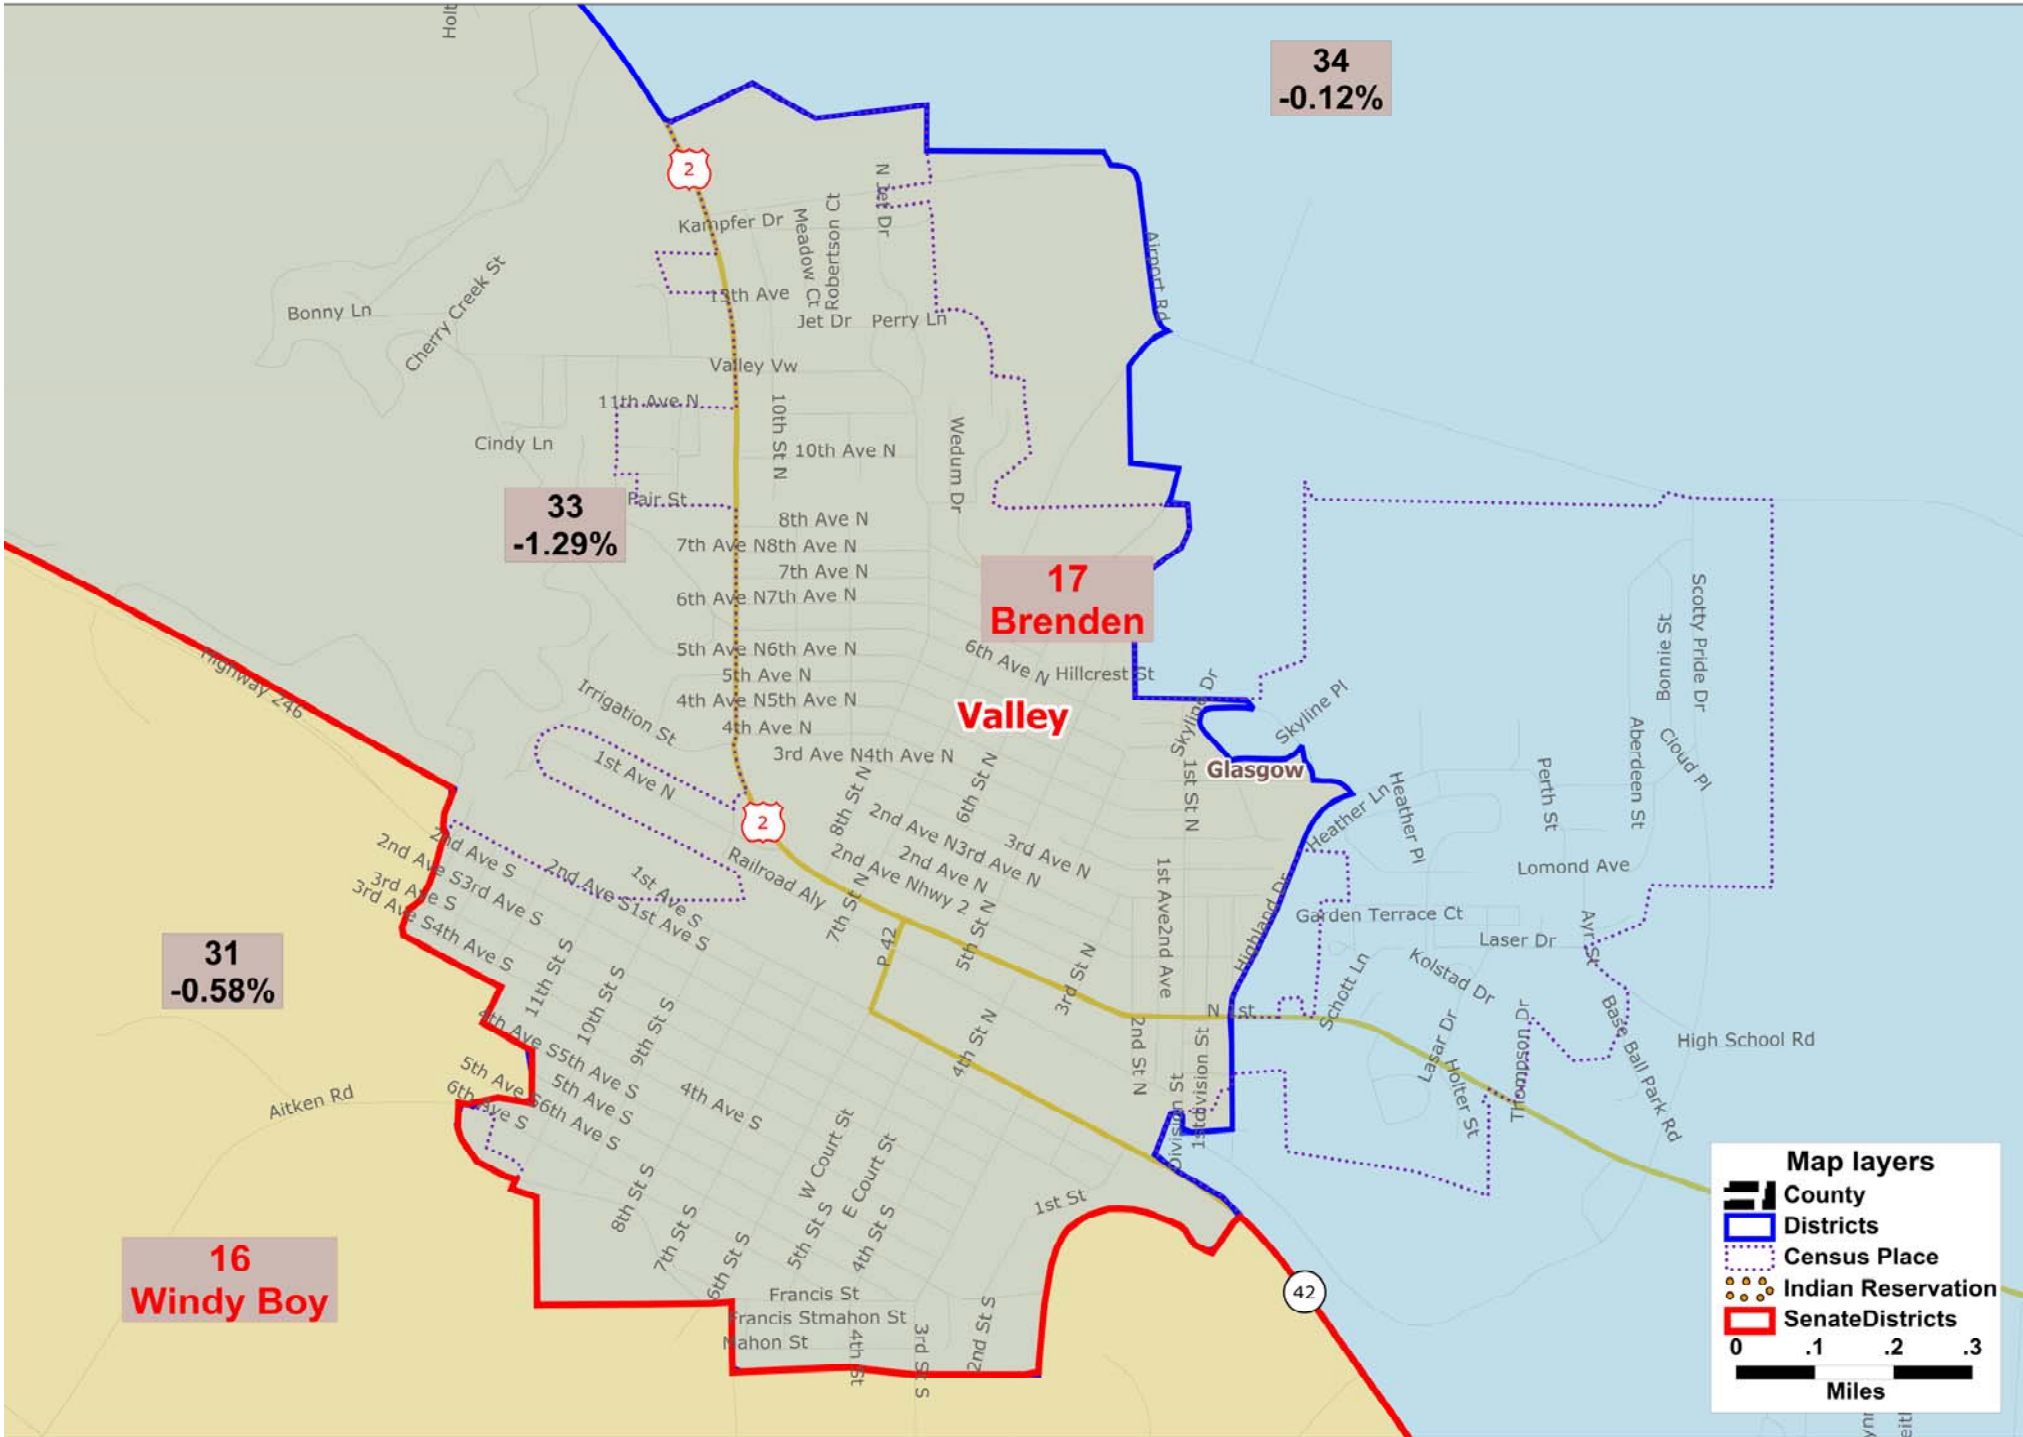 Holt
34
-0.12%
2
N Jet Dr
Kampfer Dr
Meadow Ct
Robertson Ct
Airport Rd
Cherry Creek St
Bonny Ln
13th Ave
Jet Dr
Perry Ln
Valley Vw
11th Ave N
10th St N
Cindy Ln
10th Ave N
Wedum Dr
33
-1.29%
Pair St
8th Ave N
7th Ave N8th Ave N
7th Ave N
6th Ave N7th Ave N
17
Brenden
Scotty Pride Dr
Bonnie St
5th Ave N6th Ave N
6th Ave N
Hillcrest St
5th Ave N
Highway 246
Irrigation St
4th Ave N5th Ave N
Valley
Skyline Dr
Skyline Pl
4th Ave N
3rd Ave N4th Ave N
Aberdeen St
Cloud Pl
1st Ave N
8th St N
6th St N
1st St N
Glasgow
Heather Ln
Heather Pl
Perth St
2
2nd Ave N3rd Ave N
3rd Ave N
2nd Ave S
2nd Ave S3rd Ave S
2nd Ave S1st Ave S
1st Ave S
Railroad Aly
2nd Ave N
2nd Ave Nhwy 2
Lomond Ave
3rd Ave S
3rd Ave S4th Ave S
7th St N
5th St N
1st Ave2nd Ave
Highland Dr
Garden Terrace Ct
Laser Dr
Ayr St
31
-0.58%
11th St S
10th St S
9th St S
P 42
3rd St N
N 1st
Schott Ln
Kolstad Dr
4th Ave S5th Ave S
4th St N
2nd St N
1stdivision St
Division St
Lasar Dr
Holter St
Thompson Dr
Base Ball Park Rd
High School Rd
Aitken Rd
5th Ave S6th Ave S
5th Ave S
6th Ave S
4th Ave S
W Court St
E Court St
8th St S
7th St S
6th St S
5th St S
4th St S
1st St
16
Windy Boy
Francis St
Francis Stmahon St
Mahon St
4th St
3rd St S
2nd St S
42
Map layers
County
Districts
Census Place
Indian Reservation
SenateDistricts
0 .1 .2 .3
Miles